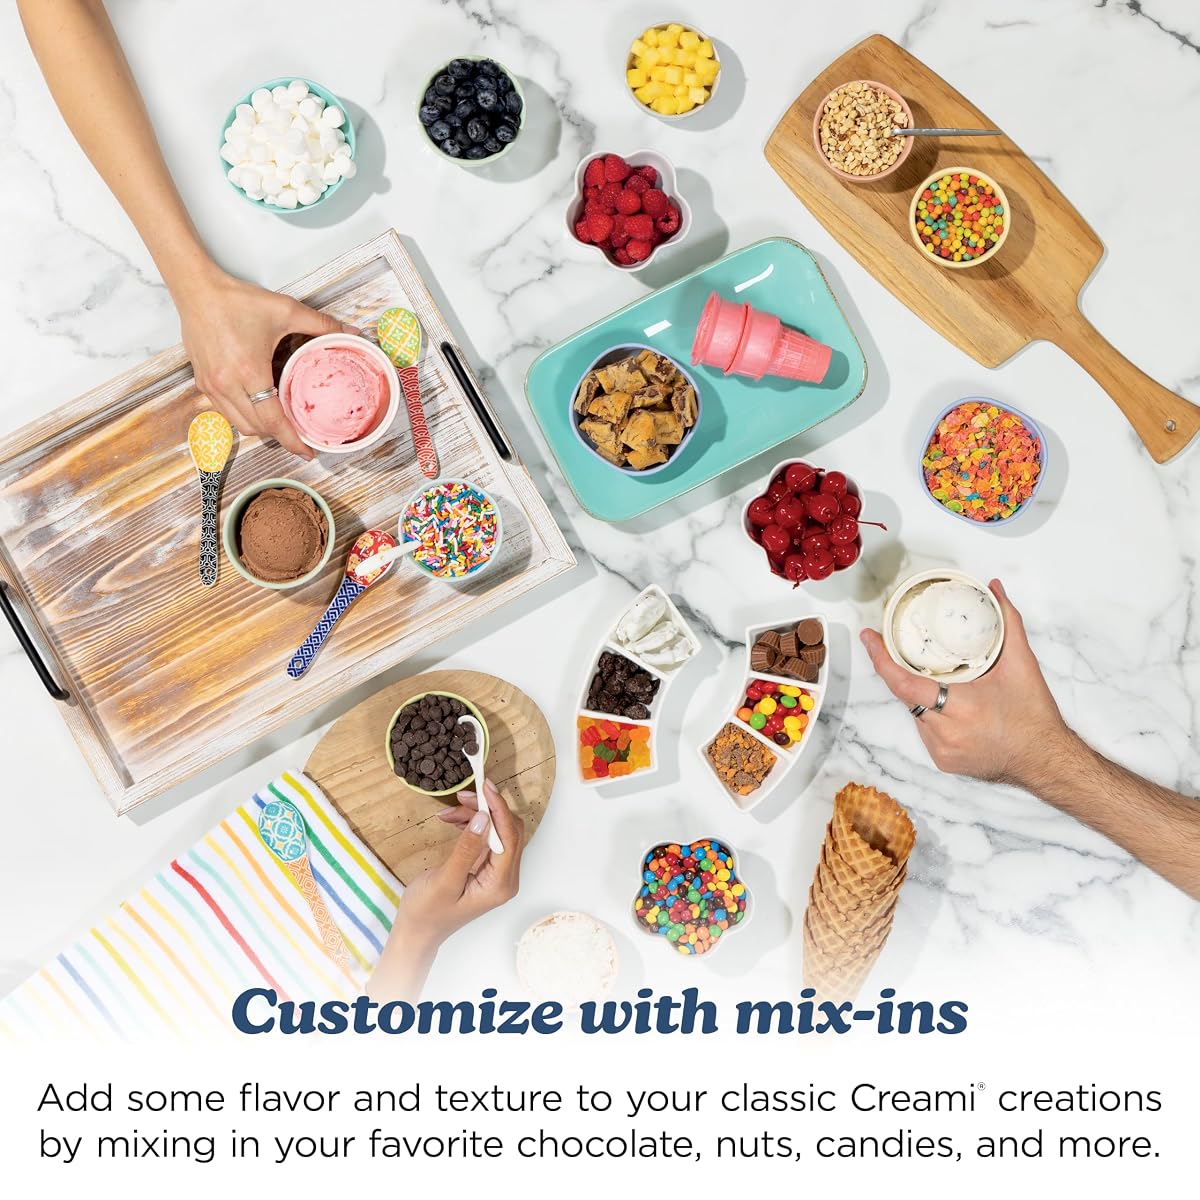 Customize with mix-ins
Add some flavor and texture to your classic Creami® creations
by mixing in your favorite chocolate, nuts, candies, and more.